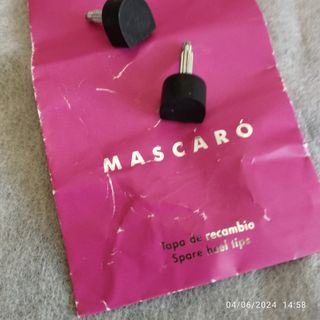 MASCARÓ
Tapa de recambio
Spare heel tips
04/06/2024 14:58